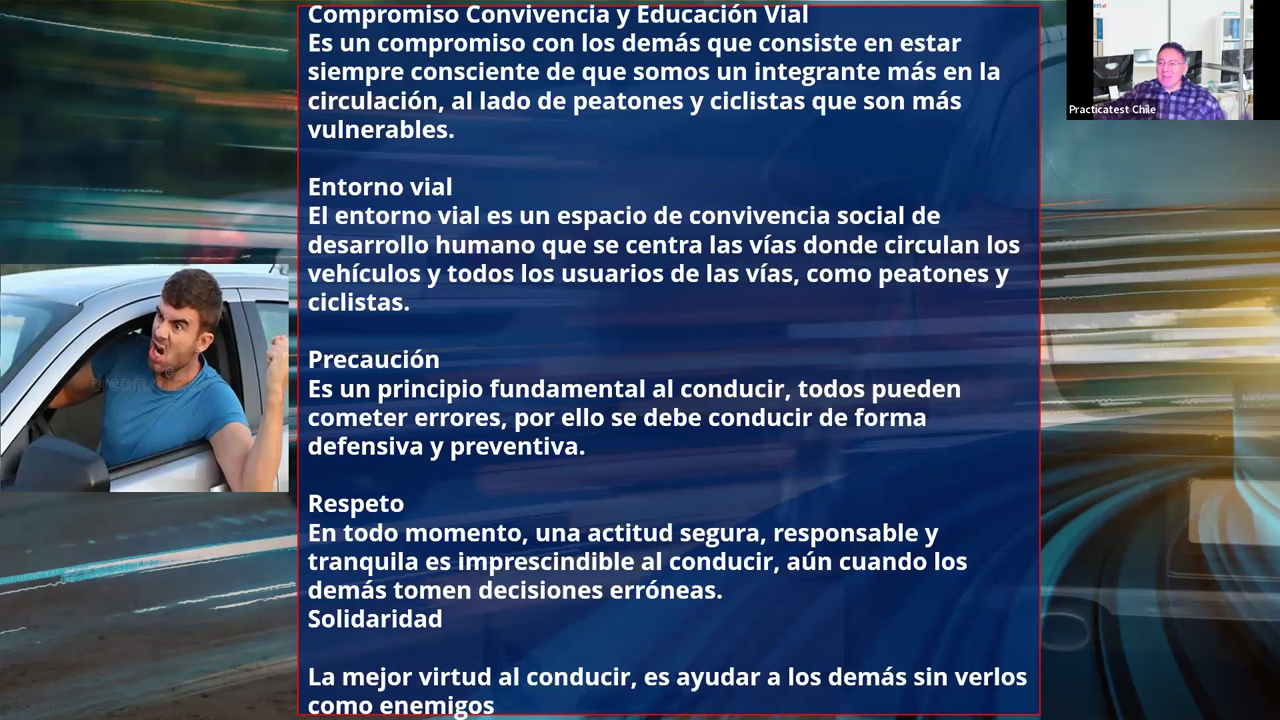 Compromiso Convivencia y Educación Vial
Es un compromiso con los demás que consiste en estar
siempre consciente de que somos un integrante más en la
circulación, al lado de peatones y ciclistas que son más
vulnerables.
Entorno vial
El entorno vial es un espacio de convivencia social de
desarrollo humano que se centra las vías donde circulan los
vehículos y todos los usuarios de las vías, como peatones y
ciclistas.
Precaución
Es un principio fundamental al conducir, todos pueden
cometer errores, por ello se debe conducir de forma
defensiva y preventiva.
Respeto
En todo momento, una actitud segura, responsable y
tranquila es imprescindible al conducir, aún cuando los
demás tomen decisiones erróneas.
Solidaridad
La mejor virtud al conducir, es ayudar a los demás sin verlos
como enemigos
Practicatest Chile